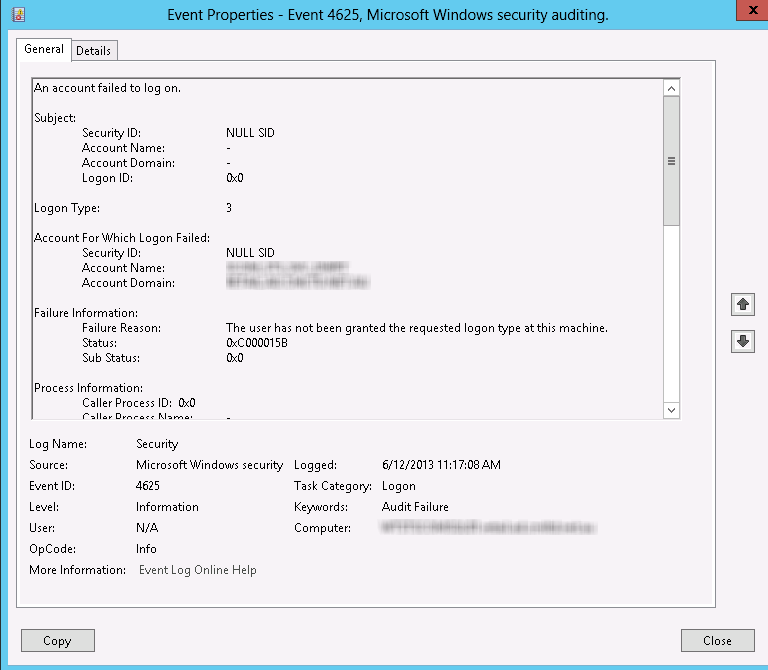 Event Properties - Event 4625, Microsoft Windows security auditing.
x
General Details
An account failed to log on.
Subject:
Security ID: NULL SID
Account Name: -
Account Domain: -
Logon ID: 0x0
Logon Type: 3
Account For Which Logon Failed:
Security ID: NULL SID
Account Name:
Account Domain:
Failure Information:
Failure Reason: The user has not been granted the requested logon type at this machine.
Status: 0xC000015B
Sub Status: 0x0
Process Information:
Caller Process ID: 0x0
Caller Process Name: -
Log Name: Security
Source: Microsoft Windows security Logged: 6/12/2013 11:17:08 AM
Event ID: 4625 Task Category: Logon
Level: Information Keywords: Audit Failure
User: N/A Computer:
OpCode: Info
More Information: Event Log Online Help
Copy Close